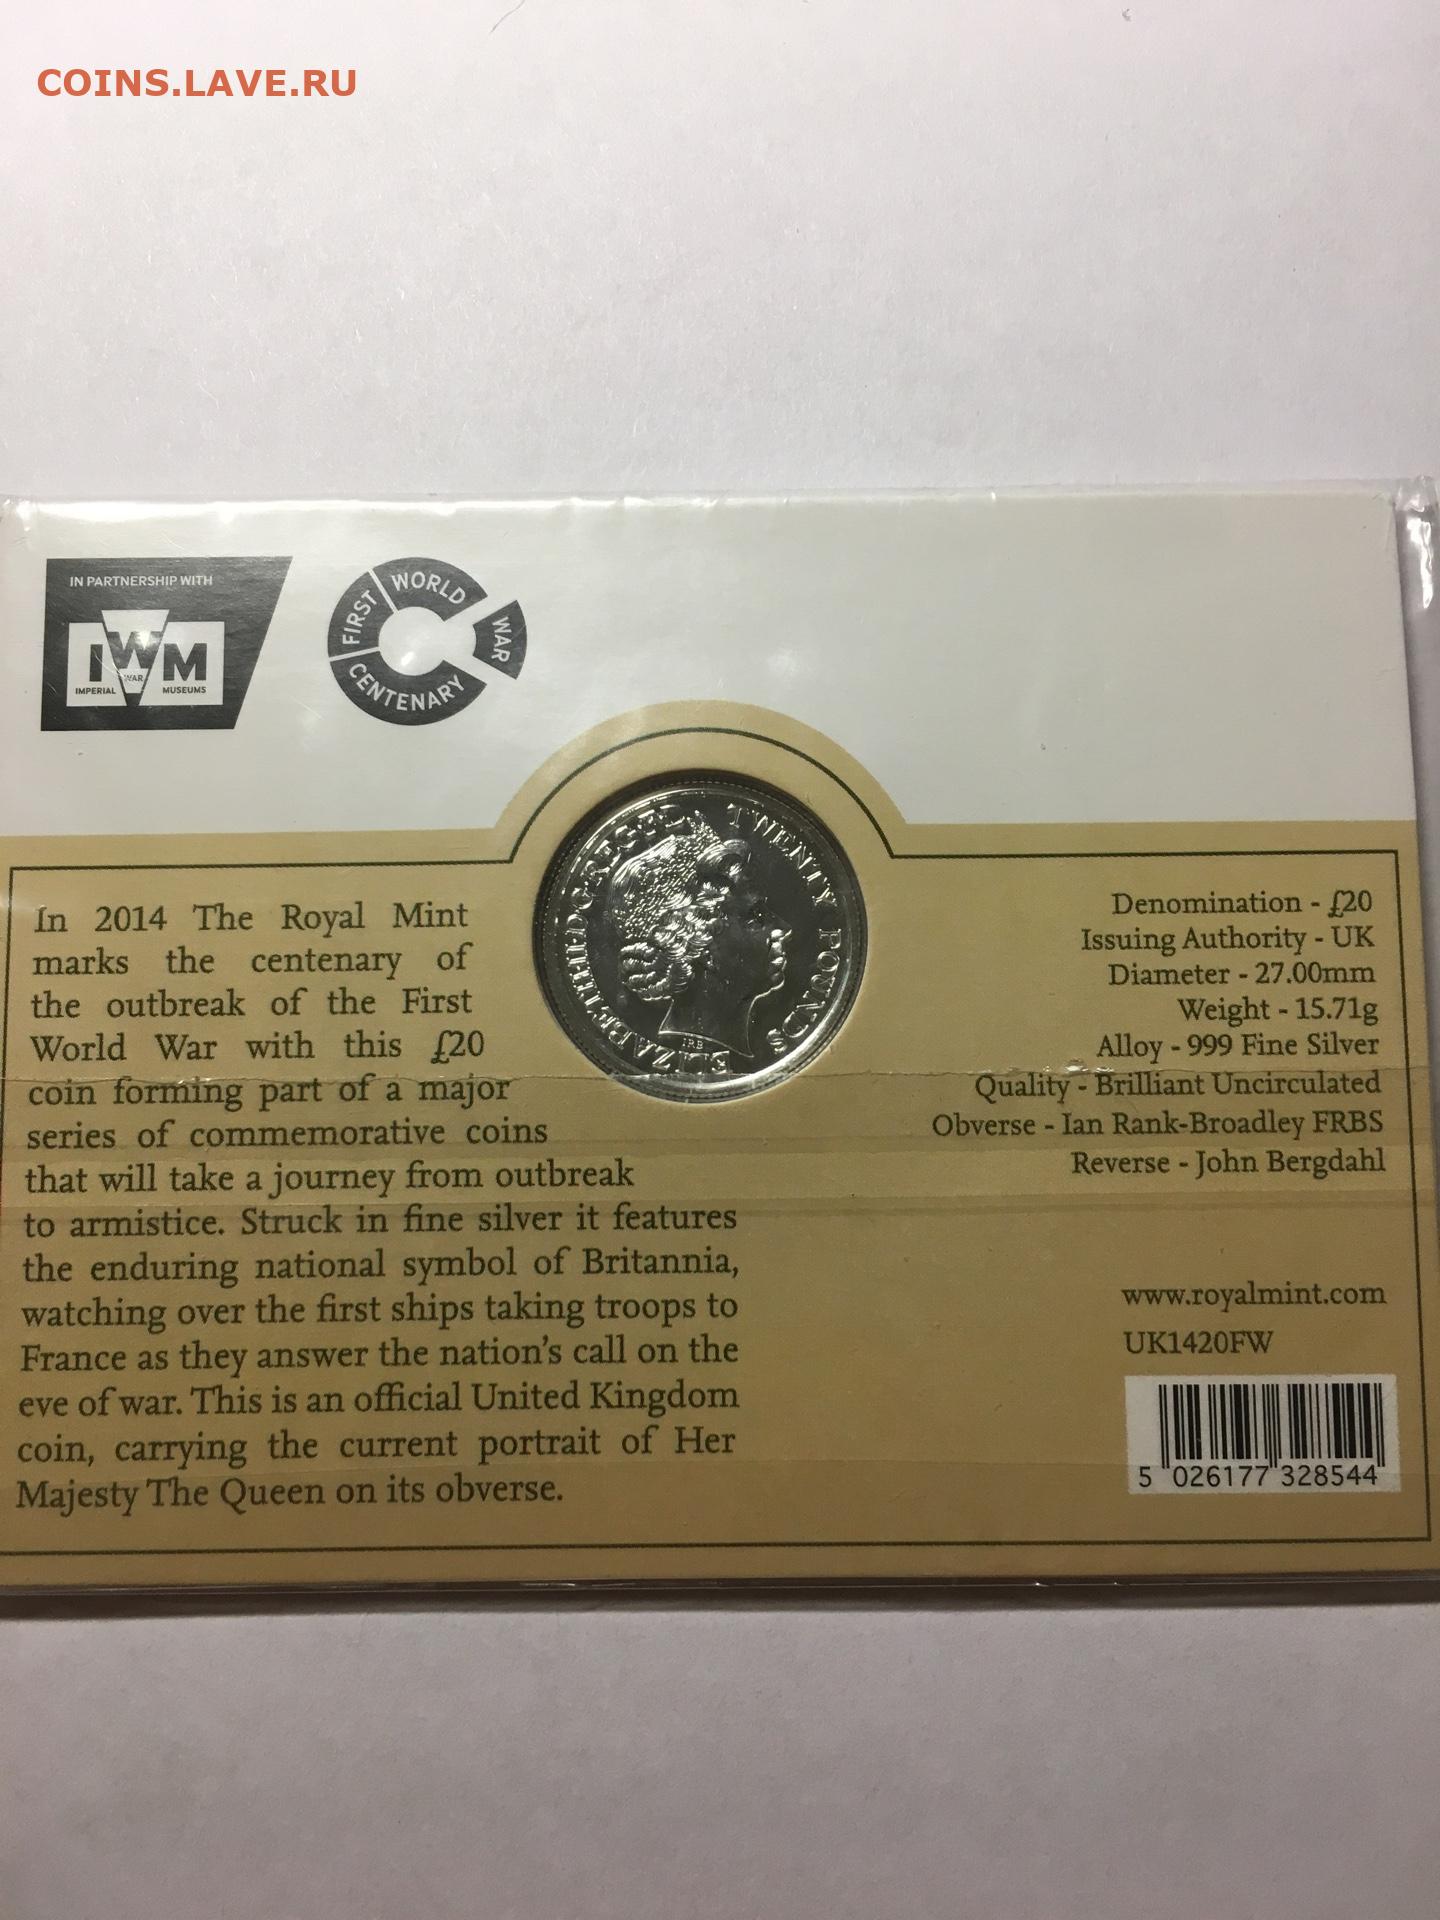 COINS.LAVE.RU
IN PARTNERSHIP WITH
IWM
IMPERIAL WAR MUSEUMS
FIRST WORLD WAR CENTENARY
ELIZABETH·II·D·G·REG·F·D· TWENTY POUNDS
IRB
In 2014 The Royal Mint
marks the centenary of
the outbreak of the First
World War with this £20
coin forming part of a major
series of commemorative coins
that will take a journey from outbreak
to armistice. Struck in fine silver it features
the enduring national symbol of Britannia,
watching over the first ships taking troops to
France as they answer the nation's call on the
eve of war. This is an official United Kingdom
coin, carrying the current portrait of Her
Majesty The Queen on its obverse.
Denomination - £20
Issuing Authority - UK
Diameter - 27.00mm
Weight - 15.71g
Alloy - 999 Fine Silver
Quality - Brilliant Uncirculated
Obverse - Ian Rank-Broadley FRBS
Reverse - John Bergdahl
www.royalmint.com
UK1420FW
5 026177 328544